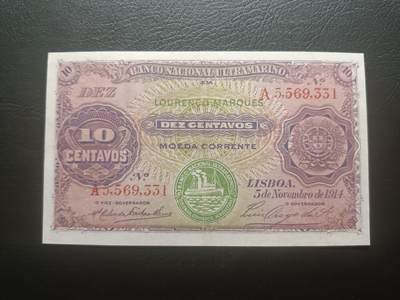 BANCO NACIONAL ULTRAMARINO
10
10
EM
DEZ
Nº
A 5,569,331
LOURENÇO MARQUES
DEZ CENTAVOS
10
CENTAVOS
MOEDA CORRENTE
Nº
A 5,569,331
LISBOA,
5 de Novembro de 1914
O VICE-GOVERNADOR
O GOVERNADOR